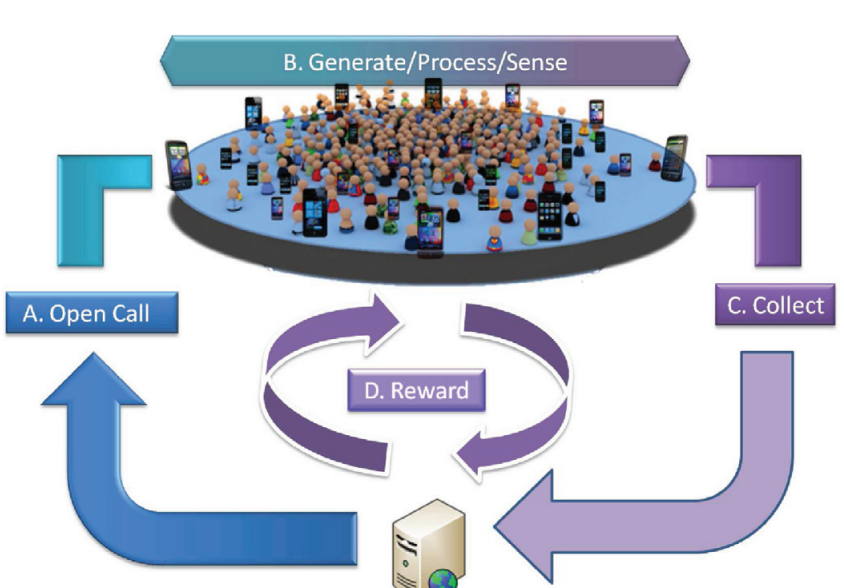 B. Generate/Process/Sense
A. Open Call
C. Collect
D. Reward